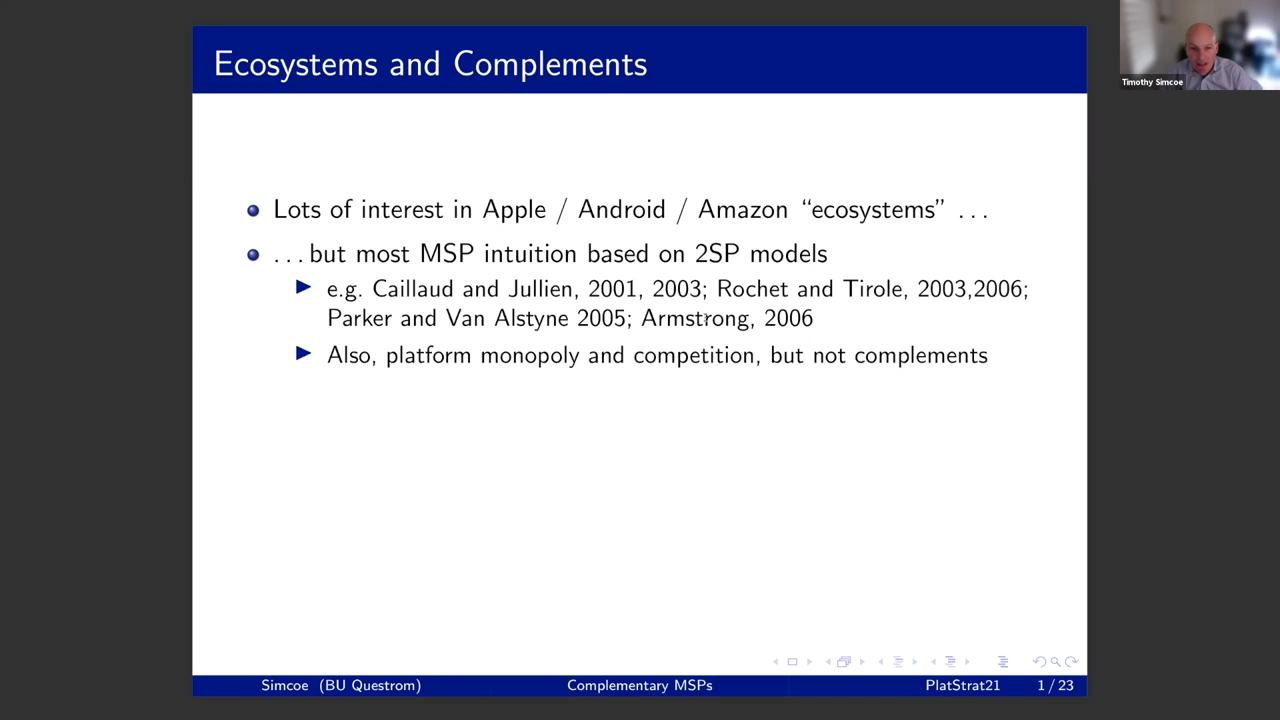 Ecosystems and Complements
Timothy Simcoe
Lots of interest in Apple / Android / Amazon “ecosystems” . . .
. . . but most MSP intuition based on 2SP models
e.g. Caillaud and Jullien, 2001, 2003; Rochet and Tirole, 2003,2006;
Parker and Van Alstyne 2005; Armstrong, 2006
Also, platform monopoly and competition, but not complements
Simcoe (BU Questrom)
Complementary MSPs
PlatStrat21
1 / 23